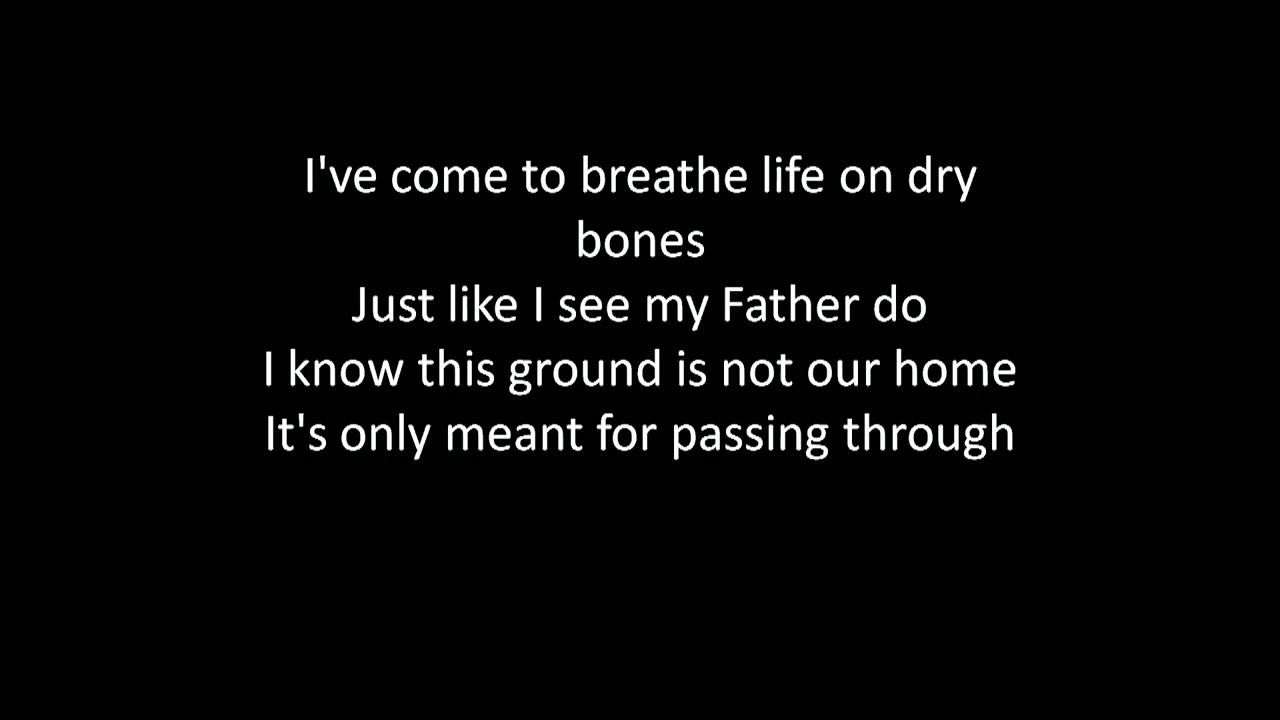 I've come to breathe life on dry
bones
Just like I see my Father do
I know this ground is not our home
It's only meant for passing through